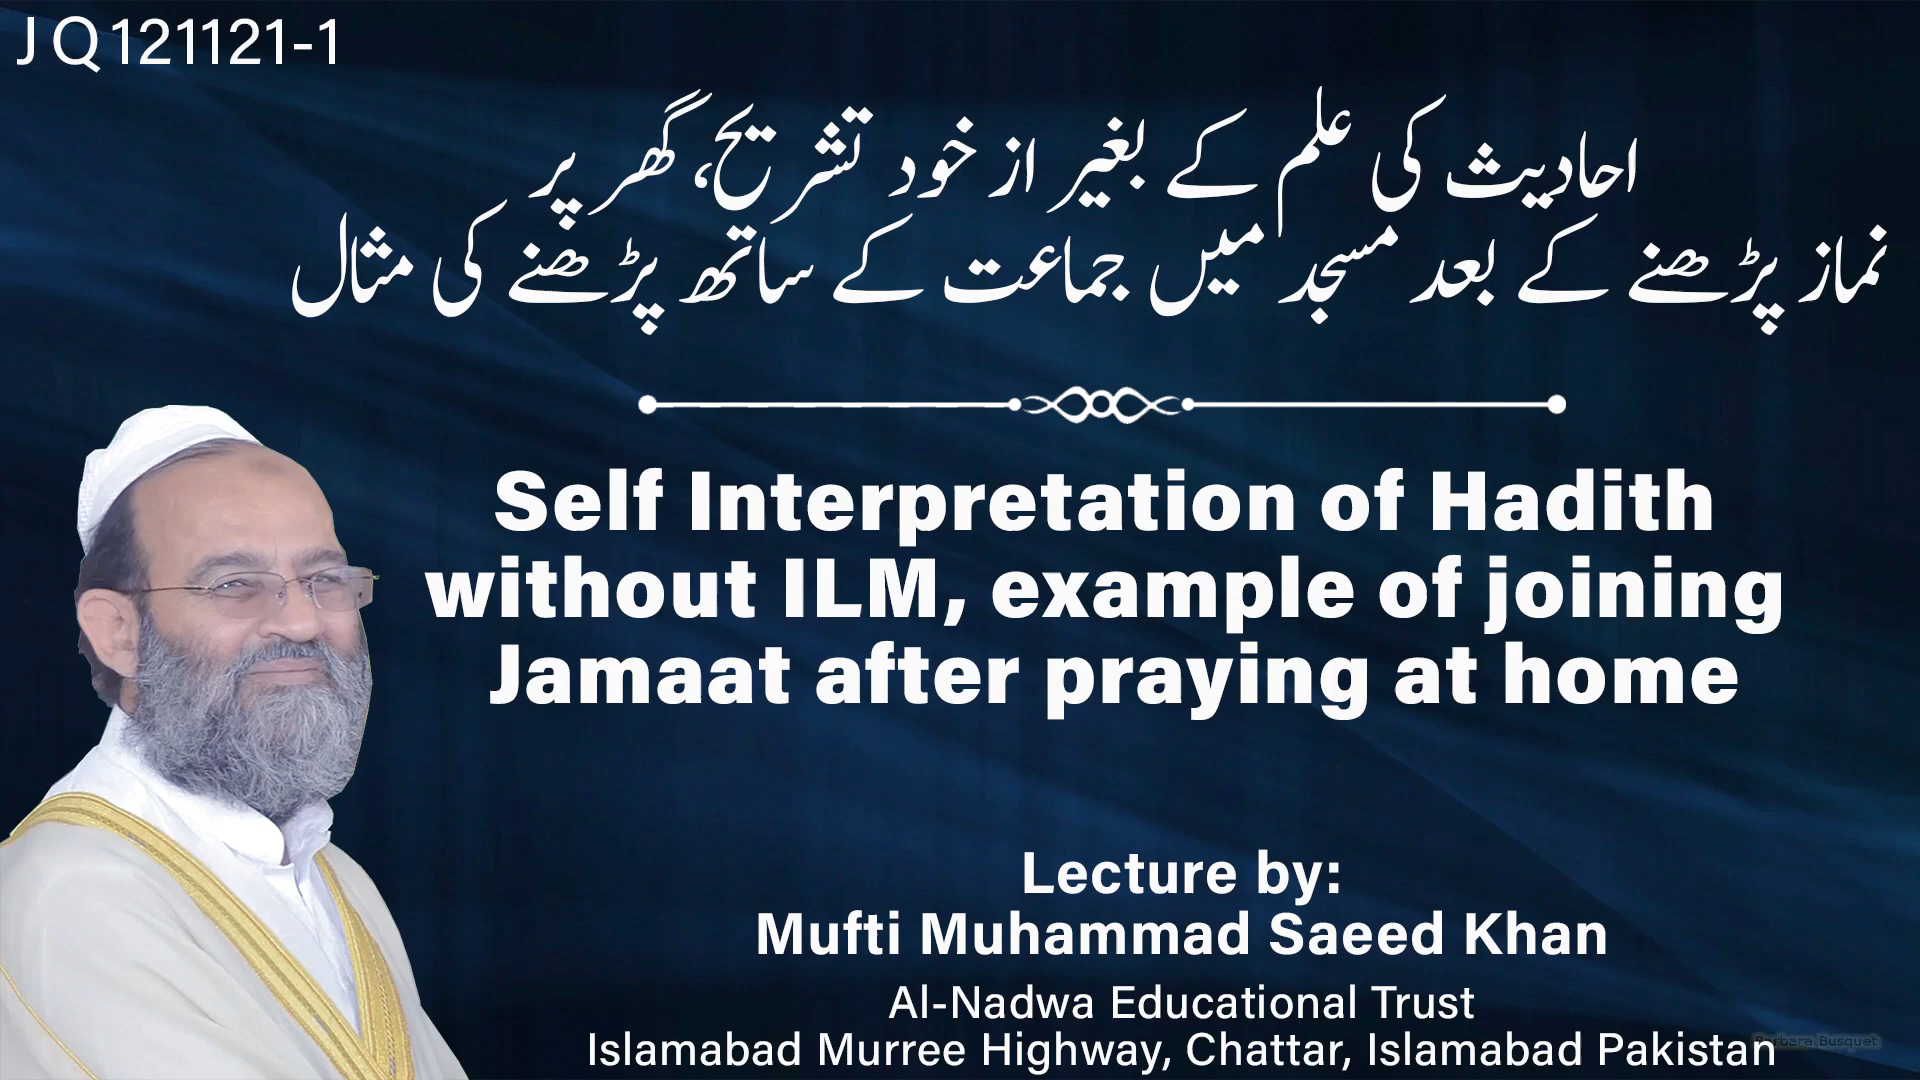 J Q 121121-1
احادیث کی علم کے بغیر از خود تشریح، گھر پر
نماز پڑھنے کے بعد مسجد میں جماعت کے ساتھ پڑھنے کی مثال
Self Interpretation of Hadith
without ILM, example of joining
Jamaat after praying at home
Lecture by:
Mufti Muhammad Saeed Khan
Al-Nadwa Educational Trust
Islamabad Murree Highway, Chattar, Islamabad Pakistan
Barbara Busquet